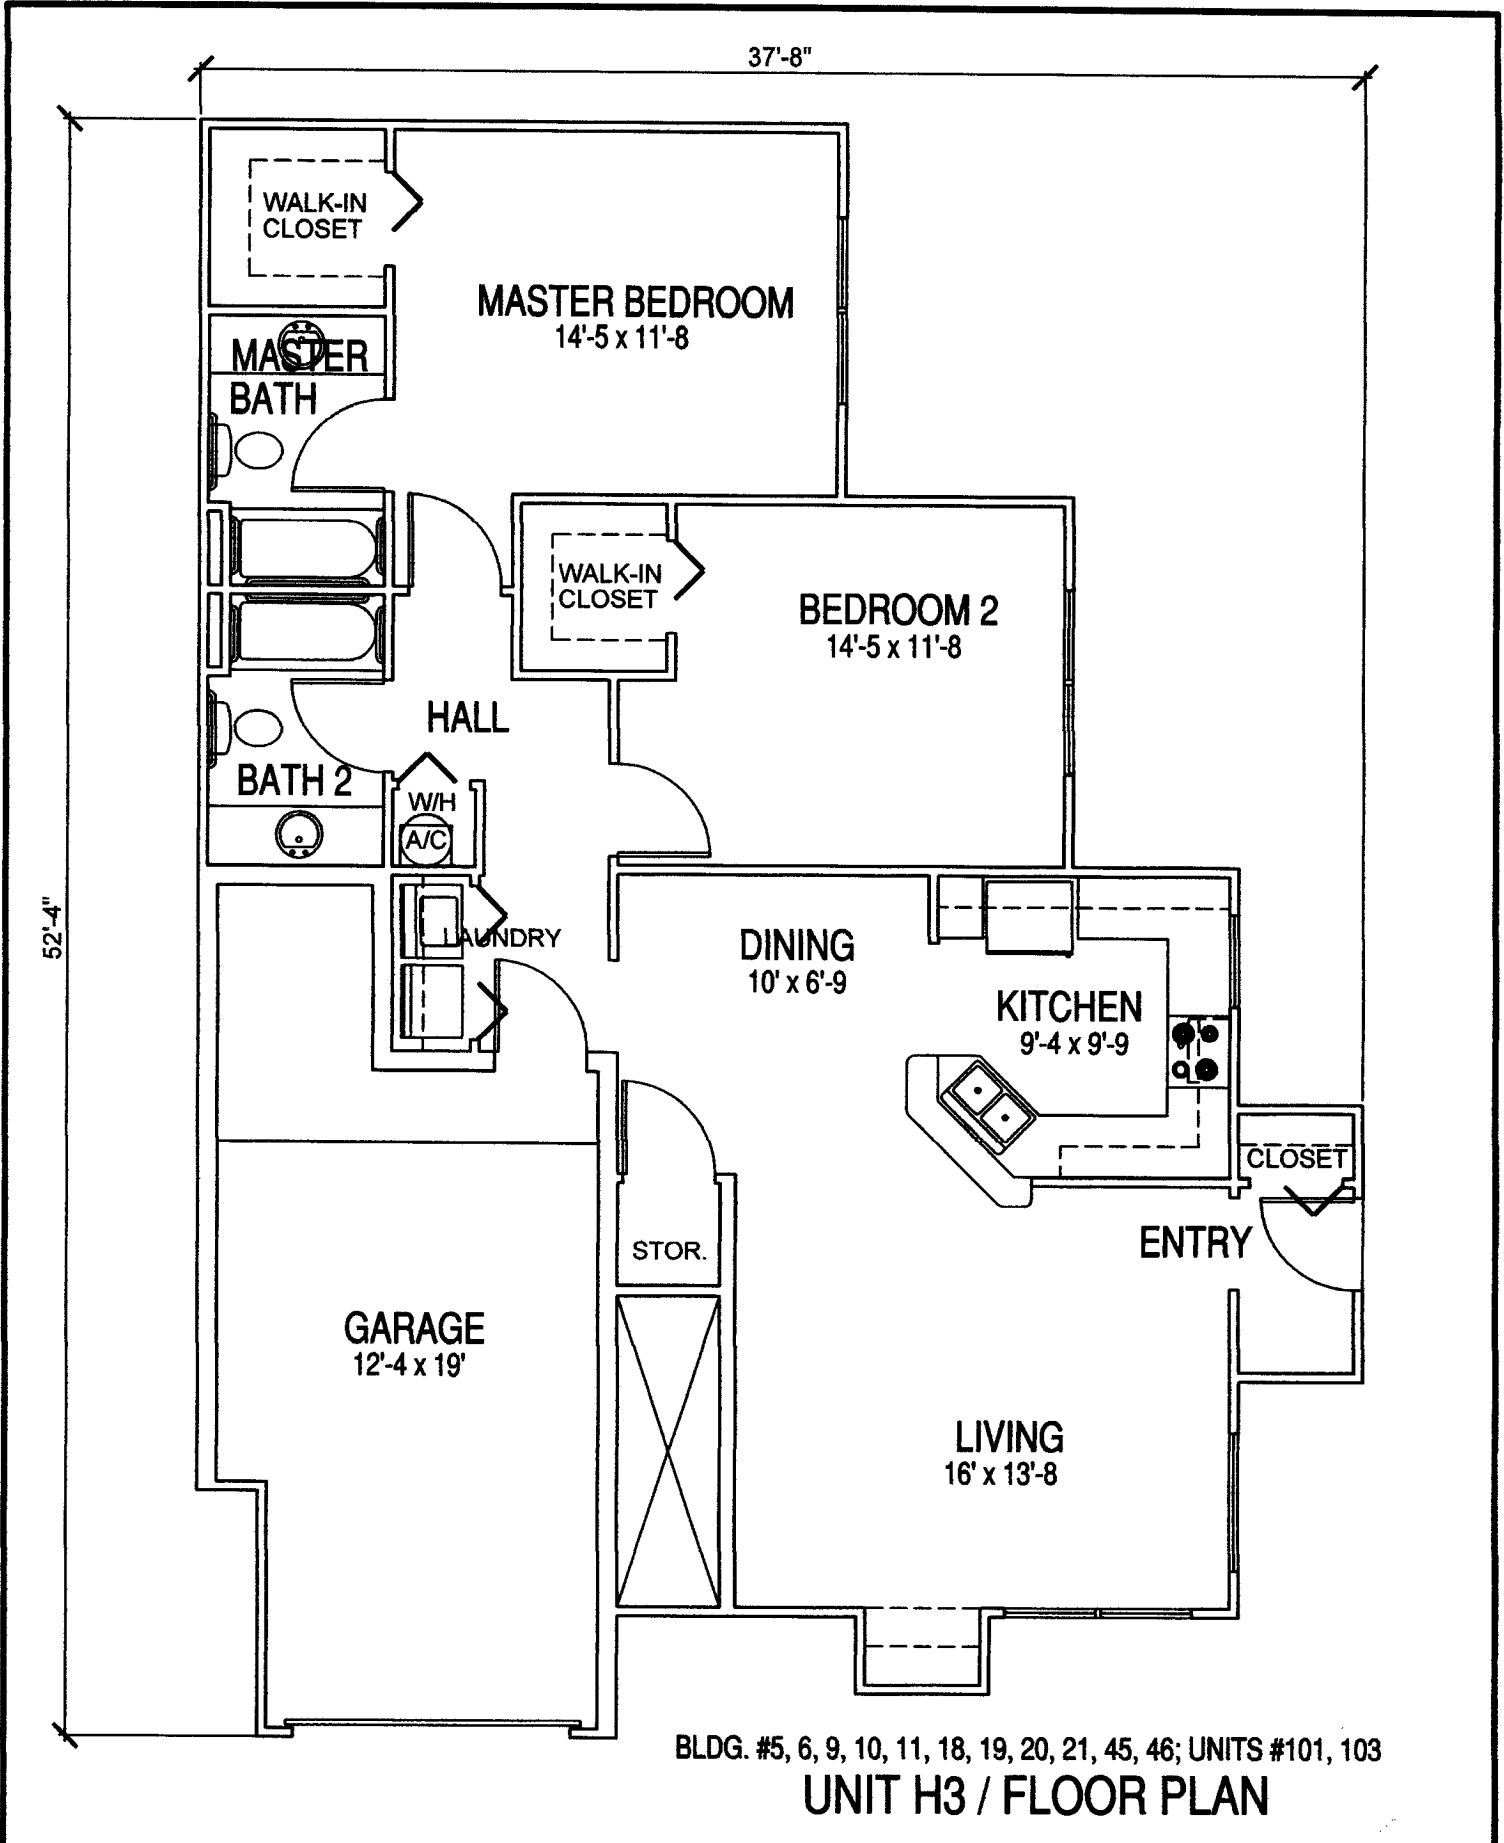 37'-8"
WALK-IN
CLOSET
MASTER BEDROOM
14'-5 x 11'-8
MASTER
BATH
WALK-IN
CLOSET
BEDROOM 2
14'-5 x 11'-8
HALL
BATH 2
W/H
A/C
52'-4"
LAUNDRY
DINING
10' x 6'-9
KITCHEN
9'-4 x 9'-9
CLOSET
ENTRY
STOR.
GARAGE
12'-4 x 19'
LIVING
16' x 13'-8
BLDG. #5, 6, 9, 10, 11, 18, 19, 20, 21, 45, 46; UNITS #101, 103
UNIT H3 / FLOOR PLAN